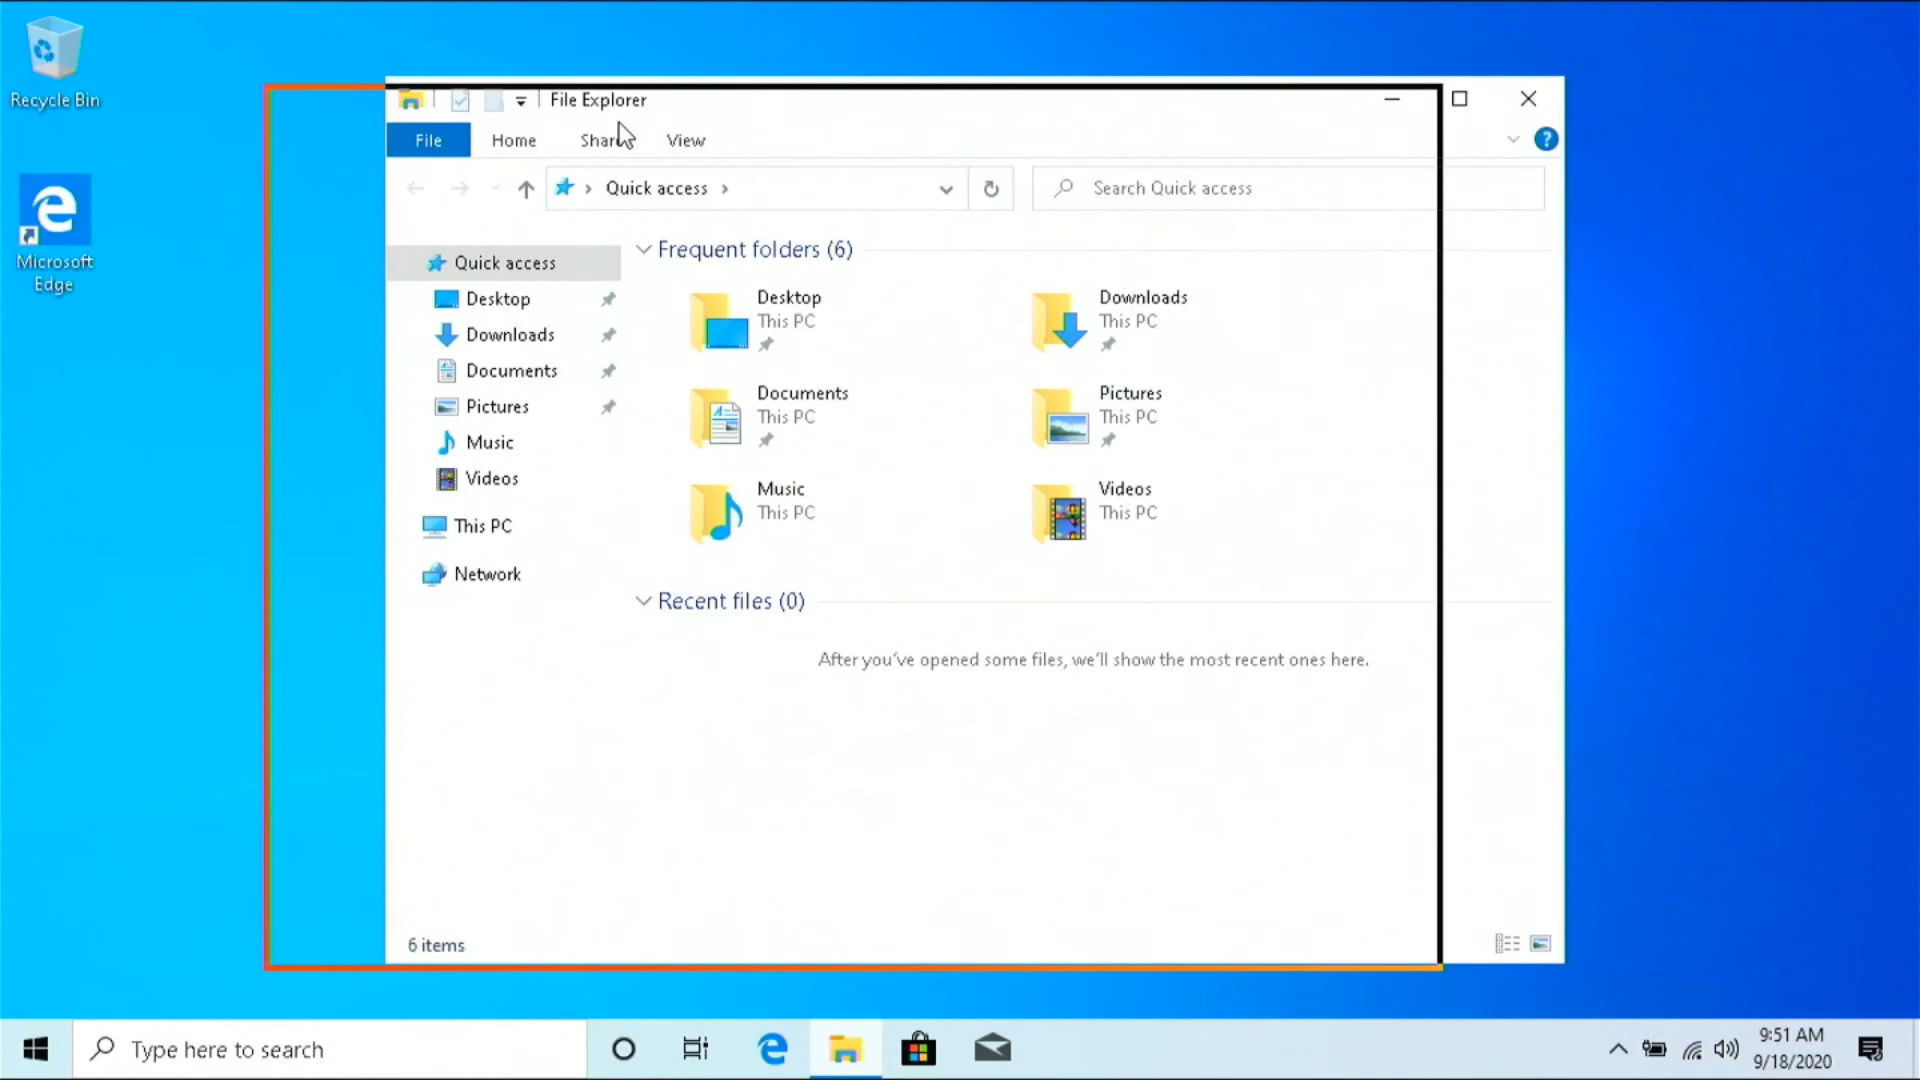 Recycle Bin
Microsoft
Edge
File Explorer
File
Home
Share
View
?
Quick access
Search Quick access
Quick access
Desktop
Downloads
Documents
Pictures
Music
Videos
This PC
Network
Frequent folders (6)
Desktop
This PC
Downloads
This PC
Documents
This PC
Pictures
This PC
Music
This PC
Videos
This PC
Recent files (0)
After you've opened some files, we'll show the most recent ones here.
6 items
Type here to search
9:51 AM
9/18/2020